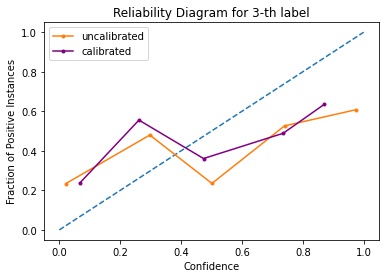 Reliability Diagram for 3-th label
uncalibrated
calibrated
Fraction of Positive Instances
1.0
0.8
0.6
0.4
0.2
0.0
0.0 0.2 0.4 0.6 0.8 1.0
Confidence